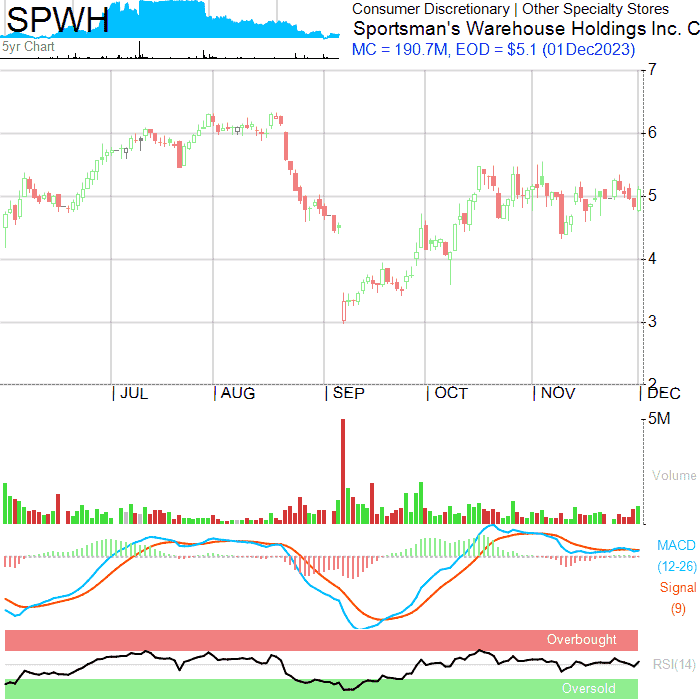 SPWH
Consumer Discretionary | Other Specialty Stores
Sportsman's Warehouse Holdings Inc. C
MC = 190.7M, EOD = $5.1 (01Dec2023)
5yr Chart
7
6
5
4
3
2
JUL
AUG
SEP
OCT
NOV
DEC
5M
Volume
MACD
(12-26)
Signal
(9)
Overbought
RSI(14)
Oversold